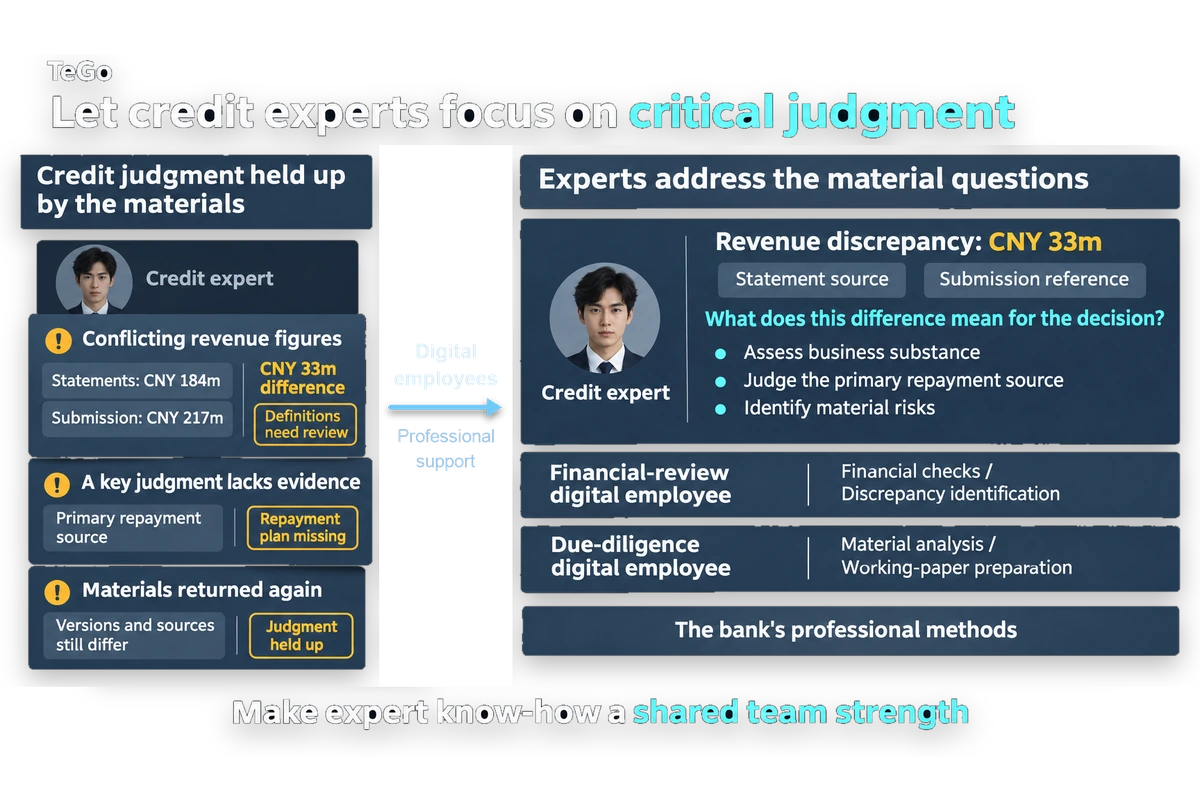 TeGo
Let credit experts focus on critical judgment
Credit judgment held up
by the materials
Credit expert
Conflicting revenue figures
Statements: CNY 184m
Submission: CNY 217m
CNY 33m
difference
Definitions
need review
A key judgment lacks evidence
Primary repayment
source
Repayment
plan missing
Materials returned again
Versions and sources
still differ
Judgment
held up
Digital
employees
Professional
support
Experts address the material questions
Credit expert
Revenue discrepancy: CNY 33m
Statement source
Submission reference
What does this difference mean for the decision?
Assess business substance
Judge the primary repayment source
Identify material risks
Financial-review
digital employee
Financial checks /
Discrepancy identification
Due-diligence
digital employee
Material analysis /
Working-paper preparation
The bank's professional methods
Make expert know-how a shared team strength